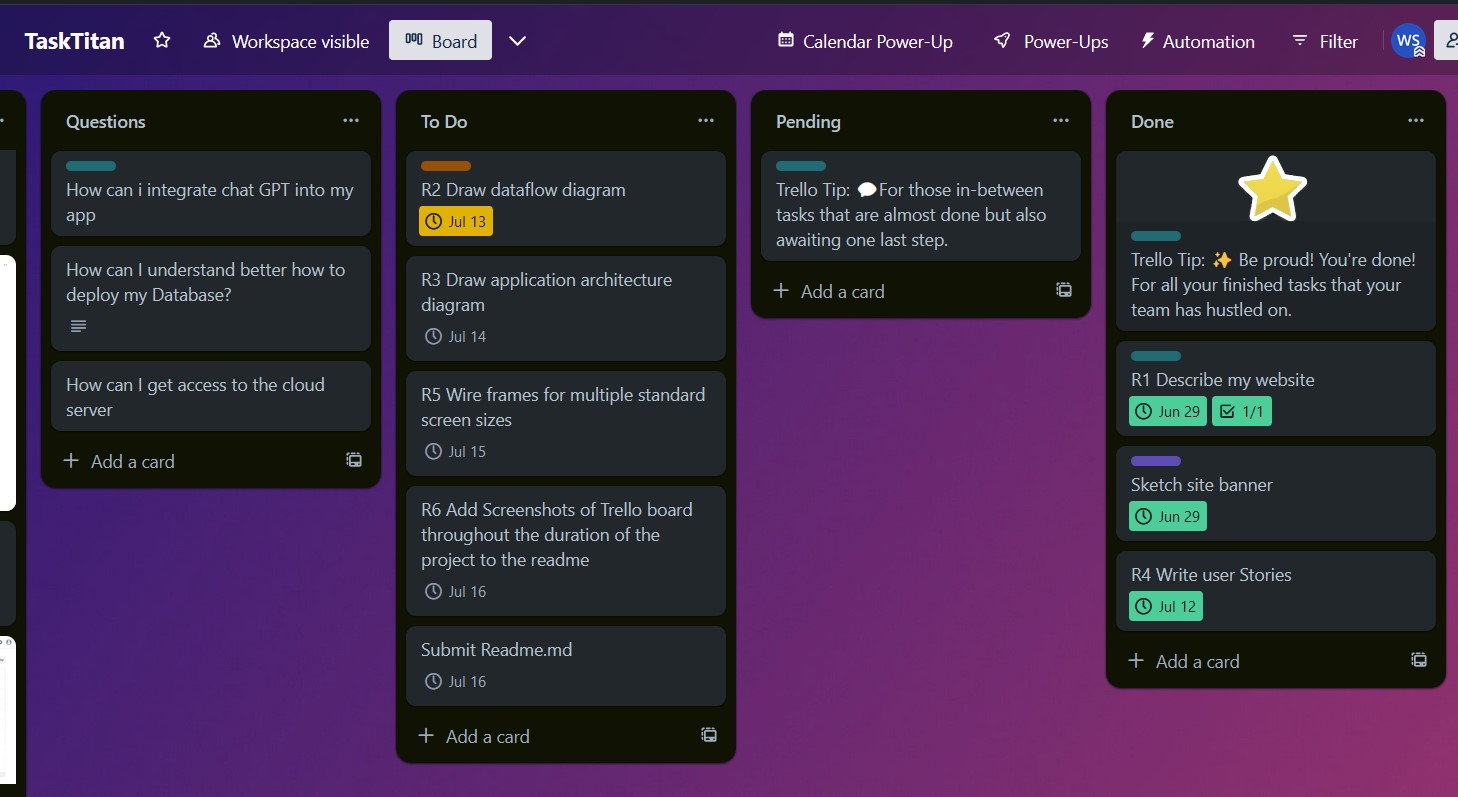 TaskTitan
Workspace visible
Board
Calendar Power-Up
Power-Ups
Automation
Filter
WS
Questions
How can i integrate chat GPT into my
app
How can I understand better how to
deploy my Database?
How can I get access to the cloud
server
Add a card
To Do
R2 Draw dataflow diagram
Jul 13
R3 Draw application architecture
diagram
Jul 14
R5 Wire frames for multiple standard
screen sizes
Jul 15
R6 Add Screenshots of Trello board
throughout the duration of the
project to the readme
Jul 16
Submit Readme.md
Jul 16
Add a card
Pending
Trello Tip: 💬For those in-between
tasks that are almost done but also
awaiting one last step.
Add a card
Done
Trello Tip: ✨ Be proud! You're done!
For all your finished tasks that your
team has hustled on.
R1 Describe my website
Jun 29 1/1
Sketch site banner
Jun 29
R4 Write user Stories
Jul 12
Add a card